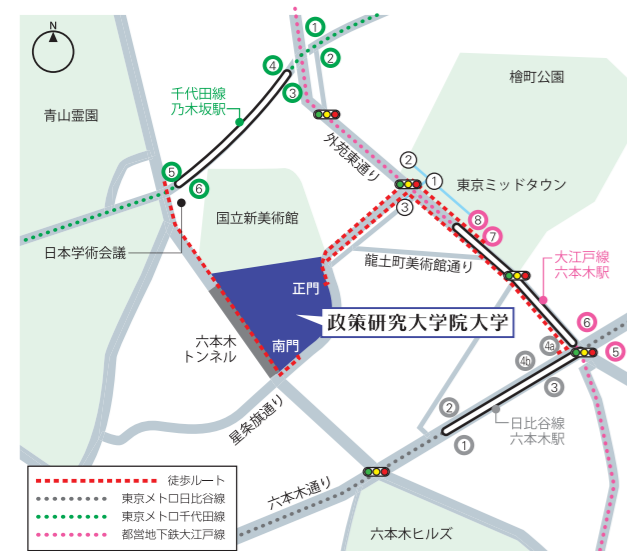 N
①
②
④
千代田線
乃木坂駅
③
檜町公園
青山霊園
外苑東通り
②
①
⑤
⑥
東京ミッドタウン
③
国立新美術館
⑧
⑦
日本学術会議
龍土町美術館通り
大江戸線
六本木駅
正門
政策研究大学院大学
⑥
六本木
トンネル
南門
4a
⑤
4b
③
星条旗通り
②
①
日比谷線
六本木駅
徒歩ルート
東京メトロ日比谷線
東京メトロ千代田線
都営地下鉄大江戸線
六本木通り
六本木ヒルズ